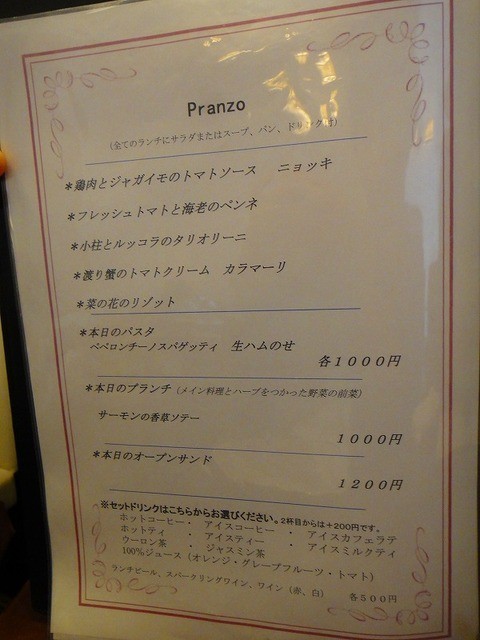 Pranzo
（全てのランチにサラダまたはスープ、パン、ドリンク付）
＊鶏肉とジャガイモのトマトソース　ニョッキ
＊フレッシュトマトと海老のペンネ
＊小柱とルッコラのタリオリーニ
＊渡り蟹のトマトクリーム　カラマーリ
＊菜の花のリゾット
＊本日のパスタ
ペペロンチーノスパゲッティ　生ハムのせ
各１０００円
＊本日のブランチ（メイン料理とハーブをつかった野菜の前菜）
サーモンの香草ソテー
１０００円
＊本日のオープンサンド
１２００円
※セットドリンクはこちらからお選びください。2杯目からは＋200円です。
ホットコーヒー・　アイスコーヒー　・　アイスカフェラテ
ホットティ　・　アイスティー　・　アイスミルクティ
ウーロン茶　・　ジャスミン茶
100％ジュース（オレンジ・グレープフルーツ・トマト）
ランチビール、スパークリングワイン、ワイン（赤、白）　各５００円